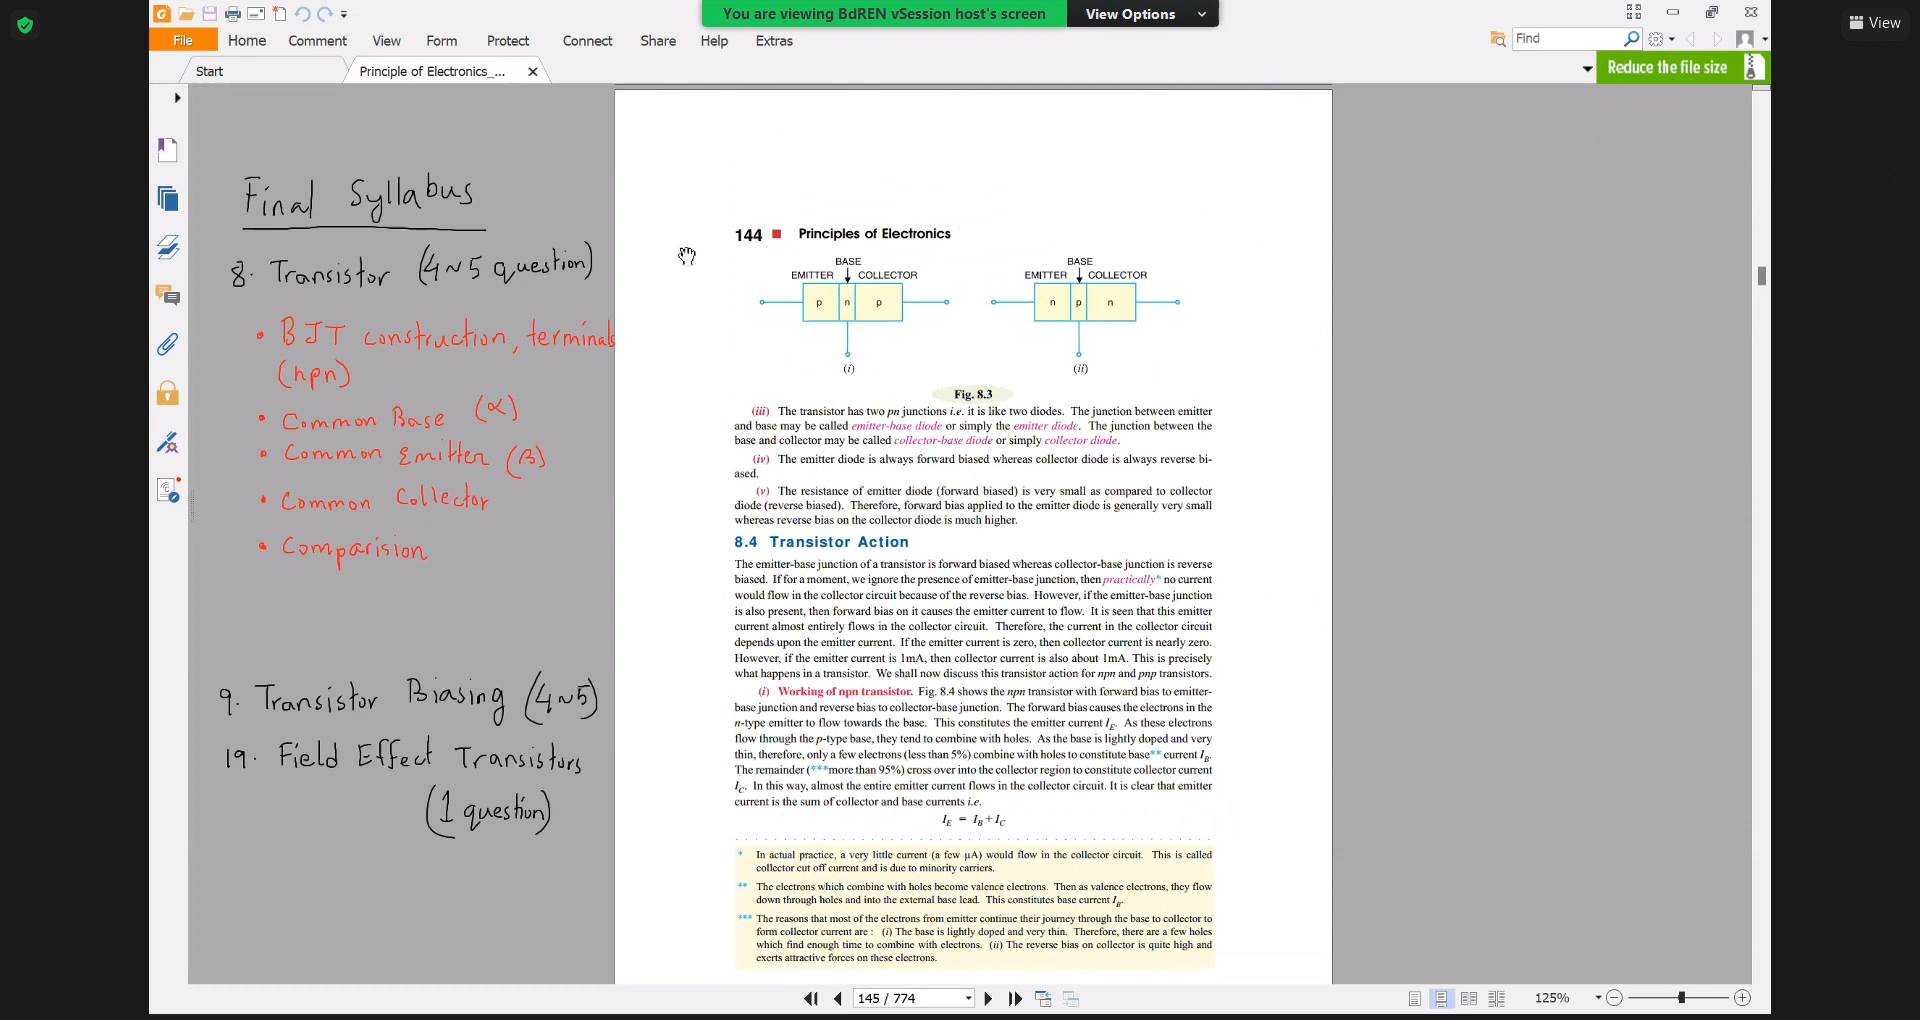 You are viewing BdREN vSession host's screen
View Options
View
File
Home
Comment
View
Form
Protect
Connect
Share
Help
Extras
Find
Start
Principle of Electronics_...
Reduce the file size
Final Syllabus
8. Transistor (4~5 question)
• BJT construction, terminals
(npn)
• Common Base (α)
• Common Emitter (β)
• Common Collector
• Comparision
9. Transistor Biasing (4~5)
19. Field Effect Transistors
(1 question)
144 ■ Principles of Electronics
BASE
EMITTER COLLECTOR
p n p
(i)
BASE
EMITTER COLLECTOR
n p n
(ii)
Fig. 8.3
(iii) The transistor has two pn junctions i.e. it is like two diodes. The junction between emitter
and base may be called emitter-base diode or simply the emitter diode. The junction between the
base and collector may be called collector-base diode or simply collector diode.
(iv) The emitter diode is always forward biased whereas collector diode is always reverse bi-
ased.
(v) The resistance of emitter diode (forward biased) is very small as compared to collector
diode (reverse biased). Therefore, forward bias applied to the emitter diode is generally very small
whereas reverse bias on the collector diode is much higher.
8.4 Transistor Action
The emitter-base junction of a transistor is forward biased whereas collector-base junction is reverse
biased. If for a moment, we ignore the presence of emitter-base junction, then practically* no current
would flow in the collector circuit because of the reverse bias. However, if the emitter-base junction
is also present, then forward bias on it causes the emitter current to flow. It is seen that this emitter
current almost entirely flows in the collector circuit. Therefore, the current in the collector circuit
depends upon the emitter current. If the emitter current is zero, then collector current is nearly zero.
However, if the emitter current is 1mA, then collector current is also about 1mA. This is precisely
what happens in a transistor. We shall now discuss this transistor action for npn and pnp transistors.
(i) Working of npn transistor. Fig. 8.4 shows the npn transistor with forward bias to emitter-
base junction and reverse bias to collector-base junction. The forward bias causes the electrons in the
n-type emitter to flow towards the base. This constitutes the emitter current I_E. As these electrons
flow through the p-type base, they tend to combine with holes. As the base is lightly doped and very
thin, therefore, only a few electrons (less than 5%) combine with holes to constitute base** current I_B.
The remainder (***more than 95%) cross over into the collector region to constitute collector current
I_C. In this way, almost the entire emitter current flows in the collector circuit. It is clear that emitter
current is the sum of collector and base currents i.e.
I_E = I_B + I_C
* In actual practice, a very little current (a few μA) would flow in the collector circuit. This is called
collector cut off current and is due to minority carriers.
** The electrons which combine with holes become valence electrons. Then as valence electrons, they flow
down through holes and into the external base lead. This constitutes base current I_B.
*** The reasons that most of the electrons from emitter continue their journey through the base to collector to
form collector current are : (i) The base is lightly doped and very thin. Therefore, there are a few holes
which find enough time to combine with electrons. (ii) The reverse bias on collector is quite high and
exerts attractive forces on these electrons.
145 / 774
125%